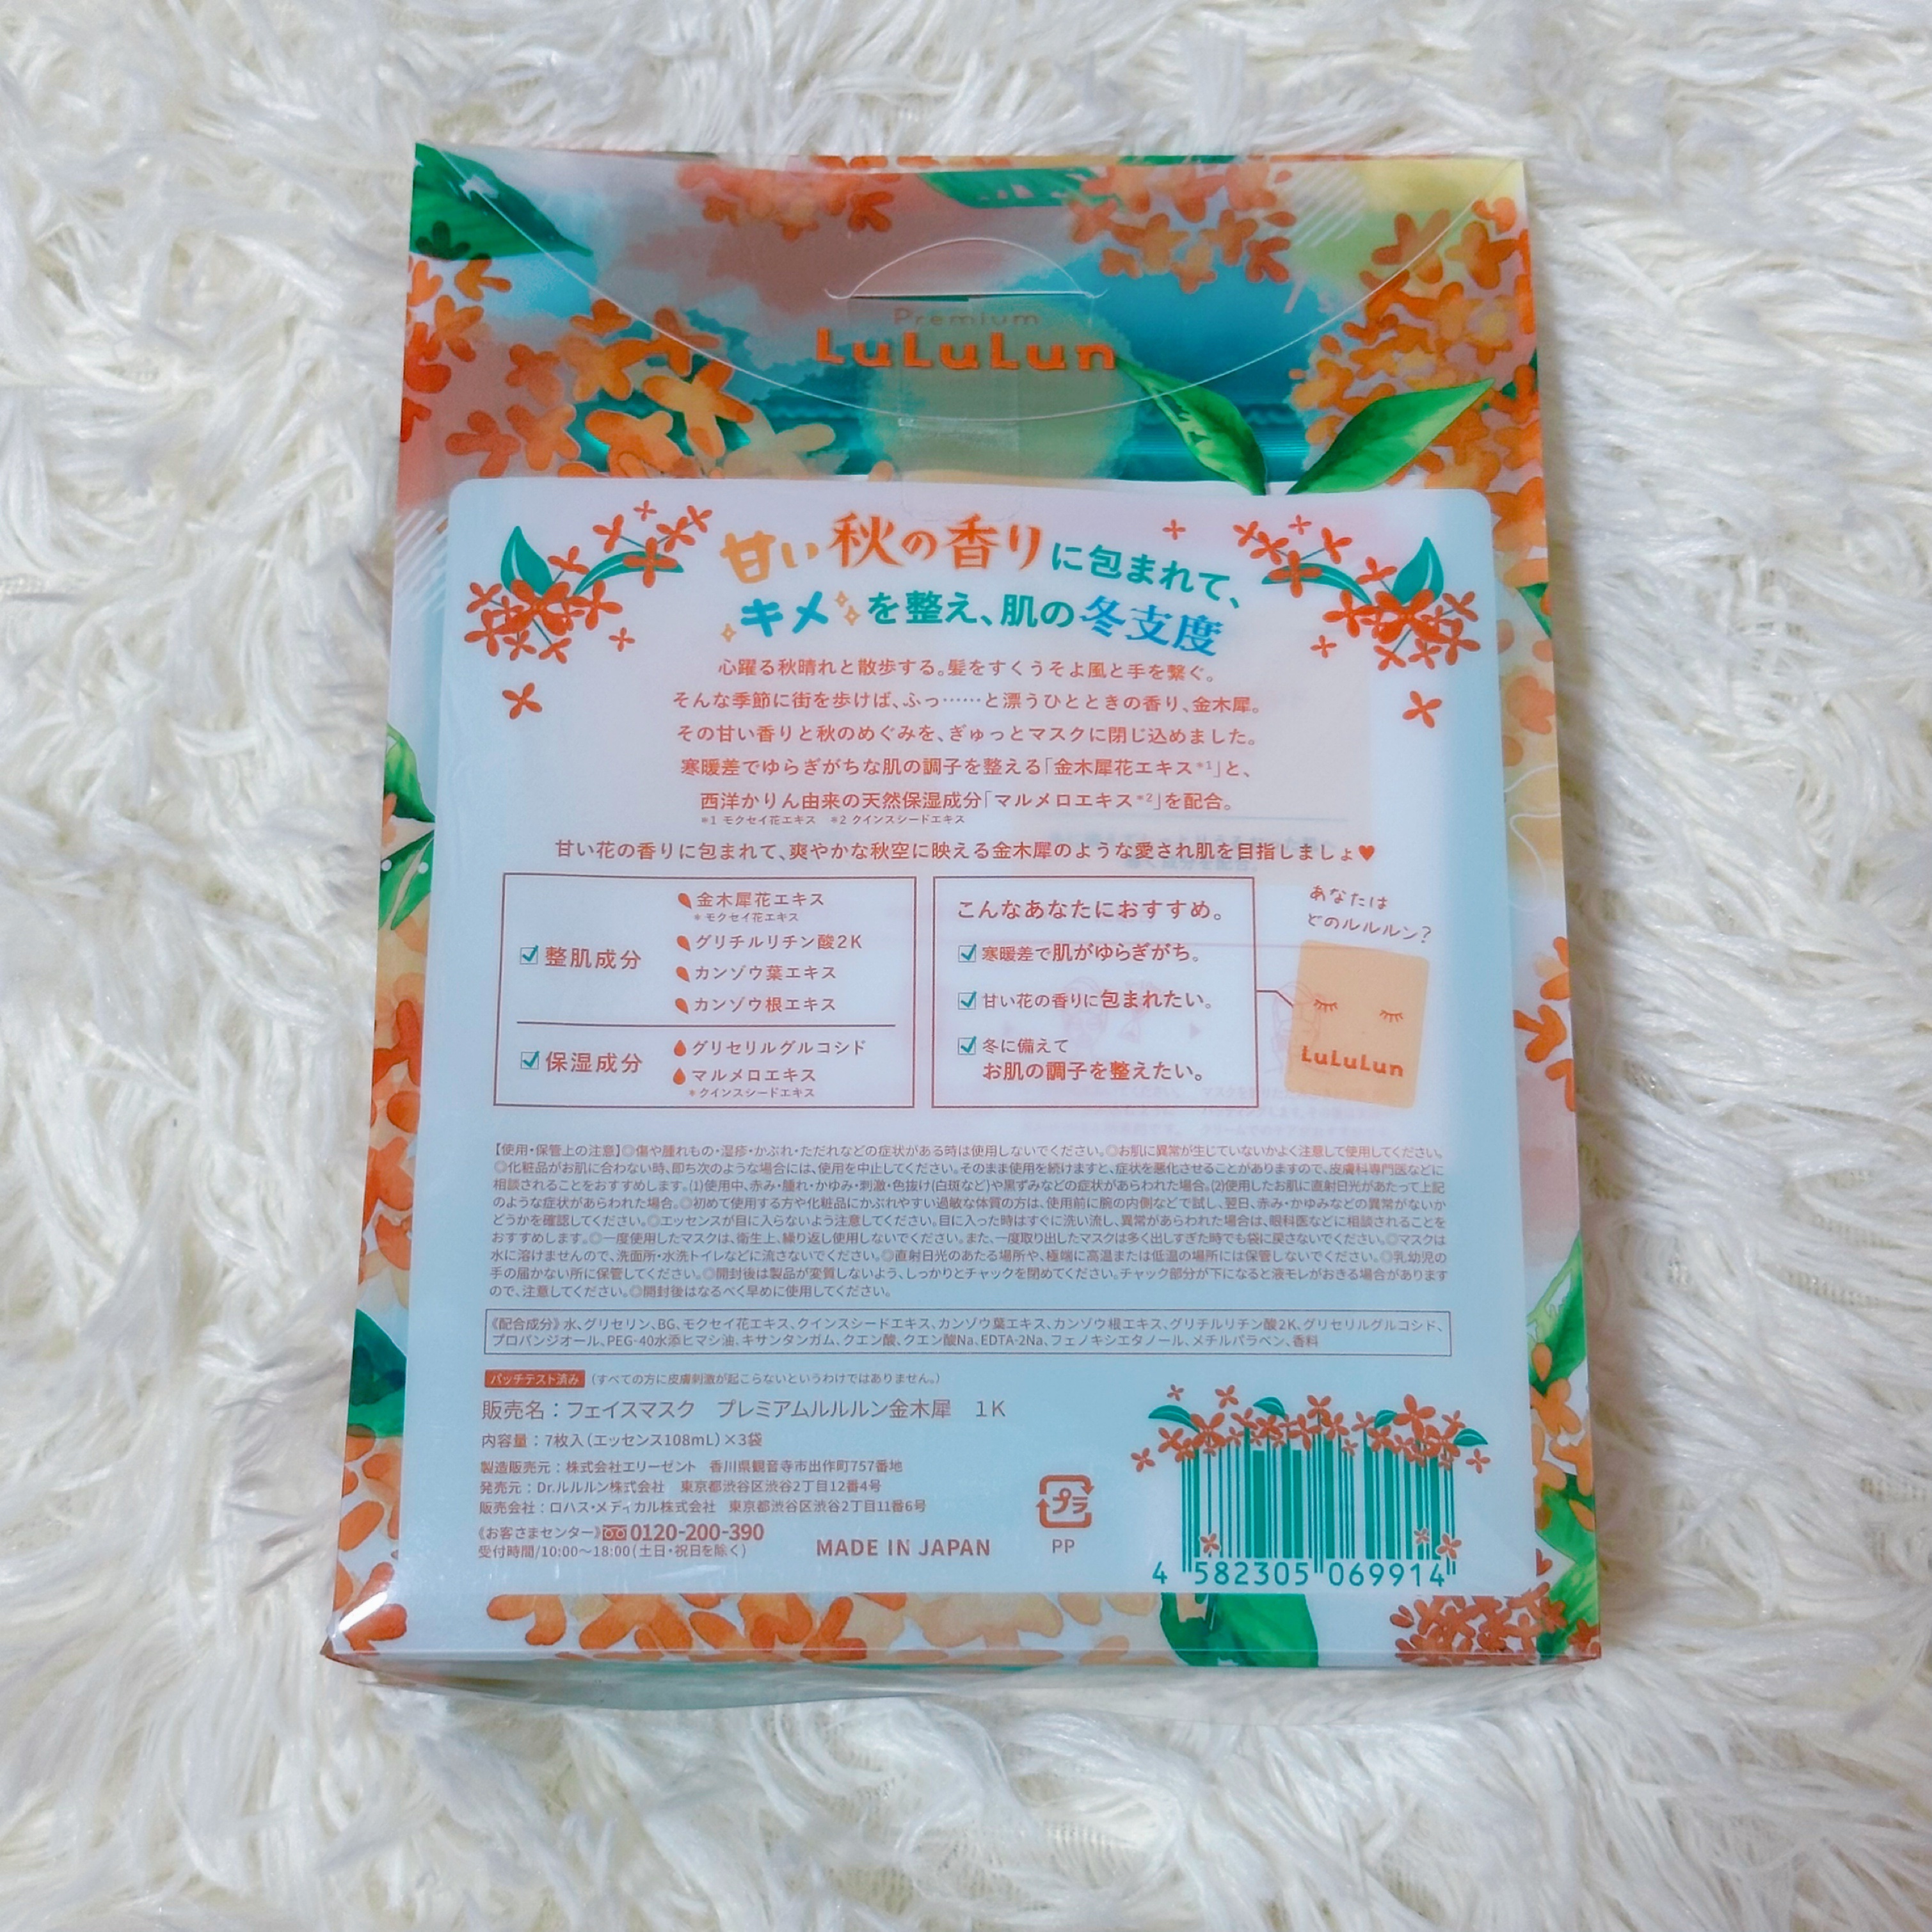 Premium
LuLuLun
甘い秋の香りに包まれて、
キメを整え、肌の冬支度
心躍る秋晴れと散歩する。髪をすくうそよ風と手を繋ぐ。
そんな季節に街を歩けば、ふっ……と漂うひとときの香り、金木犀。
その甘い香りと秋のめぐみを、ぎゅっとマスクに閉じ込めました。
寒暖差でゆらぎがちな肌の調子を整える「金木犀花エキス*1」と、
西洋かりん由来の天然保湿成分「マルメロエキス*2」を配合。
*1 モクセイ花エキス *2 クインスシードエキス
甘い花の香りに包まれて、爽やかな秋空に映える金木犀のような愛され肌を目指しましょ♥
整肌成分
金木犀花エキス
*モクセイ花エキス
グリチルリチン酸2K
カンゾウ葉エキス
カンゾウ根エキス
保湿成分
グリセリルグルコシド
マルメロエキス
*クインスシードエキス
こんなあなたにおすすめ。
寒暖差で肌がゆらぎがち。
甘い花の香りに包まれたい。
冬に備えて
お肌の調子を整えたい。
あなたは
どのルルルン?
LuLuLun
【使用・保管上の注意】◎傷や腫れもの・湿疹・かぶれ・ただれなどの症状がある時は使用しないでください。◎お肌に異常が生じていないかよく注意して使用してください。
◎化粧品がお肌に合わない時、即ち次のような場合には、使用を中止してください。そのまま使用を続けますと、症状を悪化させることがありますので、皮膚科専門医などに
相談されることをおすすめします。(1)使用中、赤み・腫れ・かゆみ・刺激・色抜け(白斑など)や黒ずみなどの症状があらわれた場合。(2)使用したお肌に直射日光があたって上記
のような症状があらわれた場合。◎初めて使用する方や化粧品にかぶれやすい過敏な体質の方は、使用前に腕の内側などで試し、翌日、赤み・かゆみなどの異常がないか
どうかを確認してください。◎エッセンスが目に入らないよう注意してください。目に入った時はすぐに洗い流し、異常があらわれた場合は、眼科医などに相談されることを
おすすめします。◎一度使用したマスクは、衛生上、繰り返し使用しないでください。また、一度取り出したマスクは多く出しすぎた時でも袋に戻さないでください。◎マスクは
水に溶けませんので、洗面所・水洗トイレなどに流さないでください。◎直射日光のあたる場所や、極端に高温または低温の場所には保管しないでください。◎乳幼児の
手の届かない所に保管してください。◎開封後は製品が変質しないよう、しっかりとチャックを閉めてください。チャック部分が下になると液モレがおきる場合があります
ので、注意してください。◎開封後はなるべく早めに使用してください。
《配合成分》水、グリセリン、BG、モクセイ花エキス、クインスシードエキス、カンゾウ葉エキス、カンゾウ根エキス、グリチルリチン酸2K、グリセリルグルコシド、
プロパンジオール、PEG-40水添ヒマシ油、キサンタンガム、クエン酸、クエン酸Na、EDTA-2Na、フェノキシエタノール、メチルパラベン、香料
パッチテスト済み (すべての方に皮膚刺激が起こらないというわけではありません。)
販売名:フェイスマスク プレミアムルルルン金木犀 1K
内容量:7枚入(エッセンス108mL)×3袋
製造販売元:株式会社エリーゼント 香川県観音寺市出作町757番地
発売元:Dr.ルルルン株式会社 東京都渋谷区渋谷2丁目12番4号
販売会社:ロハス・メディカル株式会社 東京都渋谷区渋谷2丁目11番6号
《お客さまセンター》0120-200-390
受付時間/10:00〜18:00(土日・祝日を除く)
MADE IN JAPAN
プラ
PP
4 582305 069914